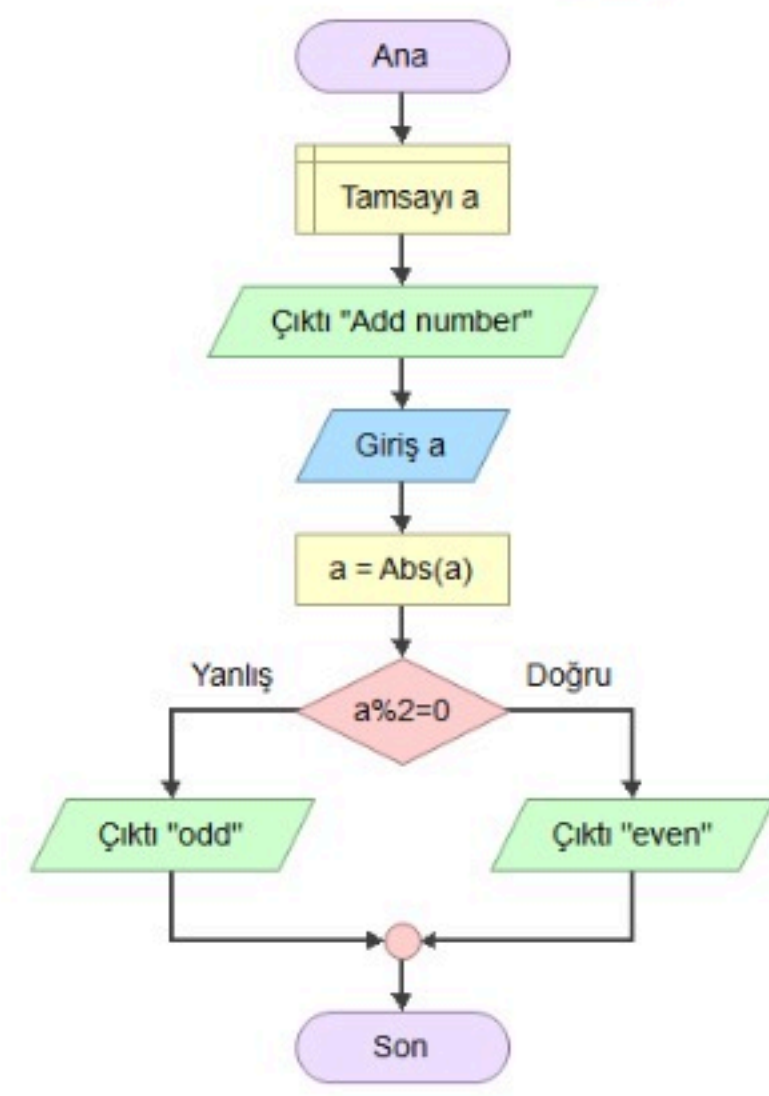 Ana
Tamsayı a
Çıktı "Add number"
Giriş a
a = Abs(a)
Yanlış
Doğru
a%2=0
Çıktı "odd"
Çıktı "even"
Son